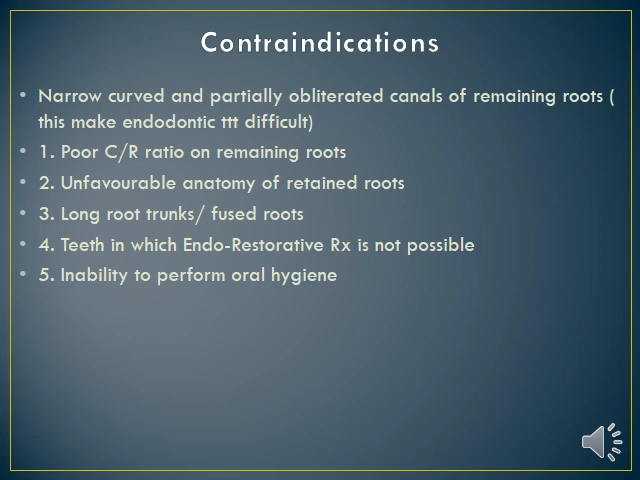 Contraindications
• Narrow curved and partially obliterated canals of remaining roots (
this make endodontic ttt difficult)
• 1. Poor C/R ratio on remaining roots
• 2. Unfavourable anatomy of retained roots
• 3. Long root trunks/ fused roots
• 4. Teeth in which Endo-Restorative Rx is not possible
• 5. Inability to perform oral hygiene